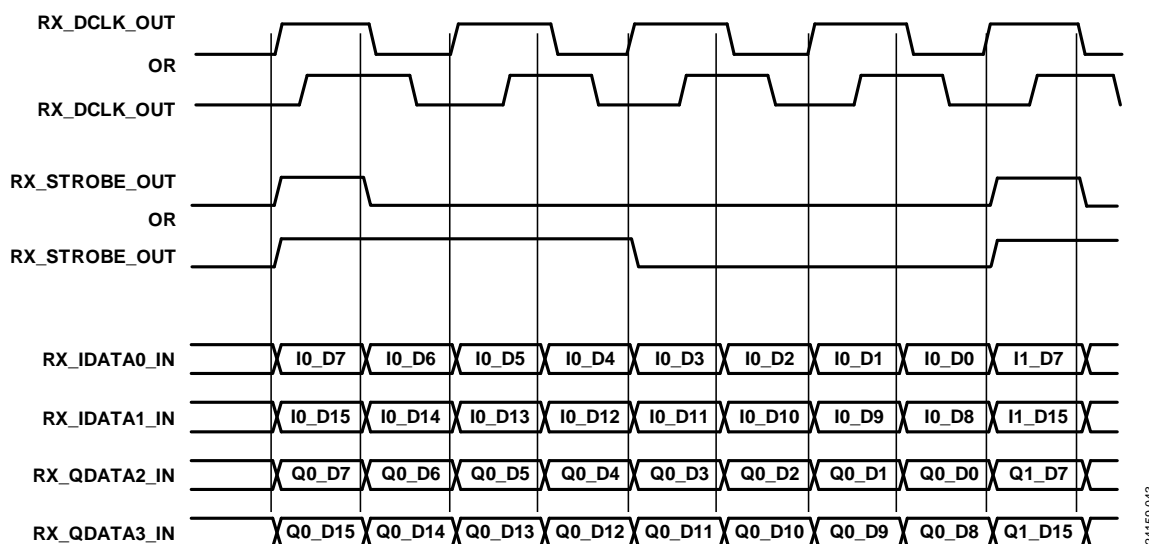 RX_DCLK_OUT
OR
RX_DCLK_OUT
RX_STROBE_OUT
OR
RX_STROBE_OUT
RX_IDATA0_IN I0_D7 I0_D6 I0_D5 I0_D4 I0_D3 I0_D2 I0_D1 I0_D0 I1_D7
RX_IDATA1_IN I0_D15 I0_D14 I0_D13 I0_D12 I0_D11 I0_D10 I0_D9 I0_D8 I1_D15
RX_QDATA2_IN Q0_D7 Q0_D6 Q0_D5 Q0_D4 Q0_D3 Q0_D2 Q0_D1 Q0_D0 Q1_D7
RX_QDATA3_IN Q0_D15 Q0_D14 Q0_D13 Q0_D12 Q0_D11 Q0_D10 Q0_D9 Q0_D8 Q1_D15